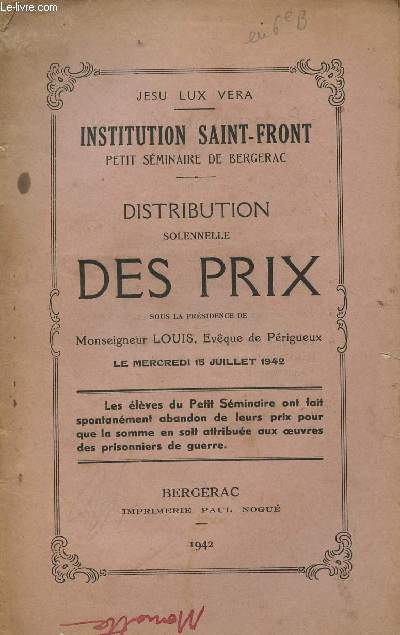 Le-livre.com
en 6e B
JESU LUX VERA
INSTITUTION SAINT-FRONT
PETIT SÉMINAIRE DE BERGERAC
DISTRIBUTION
SOLENNELLE
DES PRIX
SOUS LA PRÉSIDENCE DE
Monseigneur LOUIS, Evêque de Périgueux
LE MERCREDI 15 JUILLET 1942
Les élèves du Petit Séminaire ont fait
spontanément abandon de leurs prix pour
que la somme en soit attribuée aux œuvres
des prisonniers de guerre.
BERGERAC
IMPRIMERIE PAUL NOGUÉ
1942